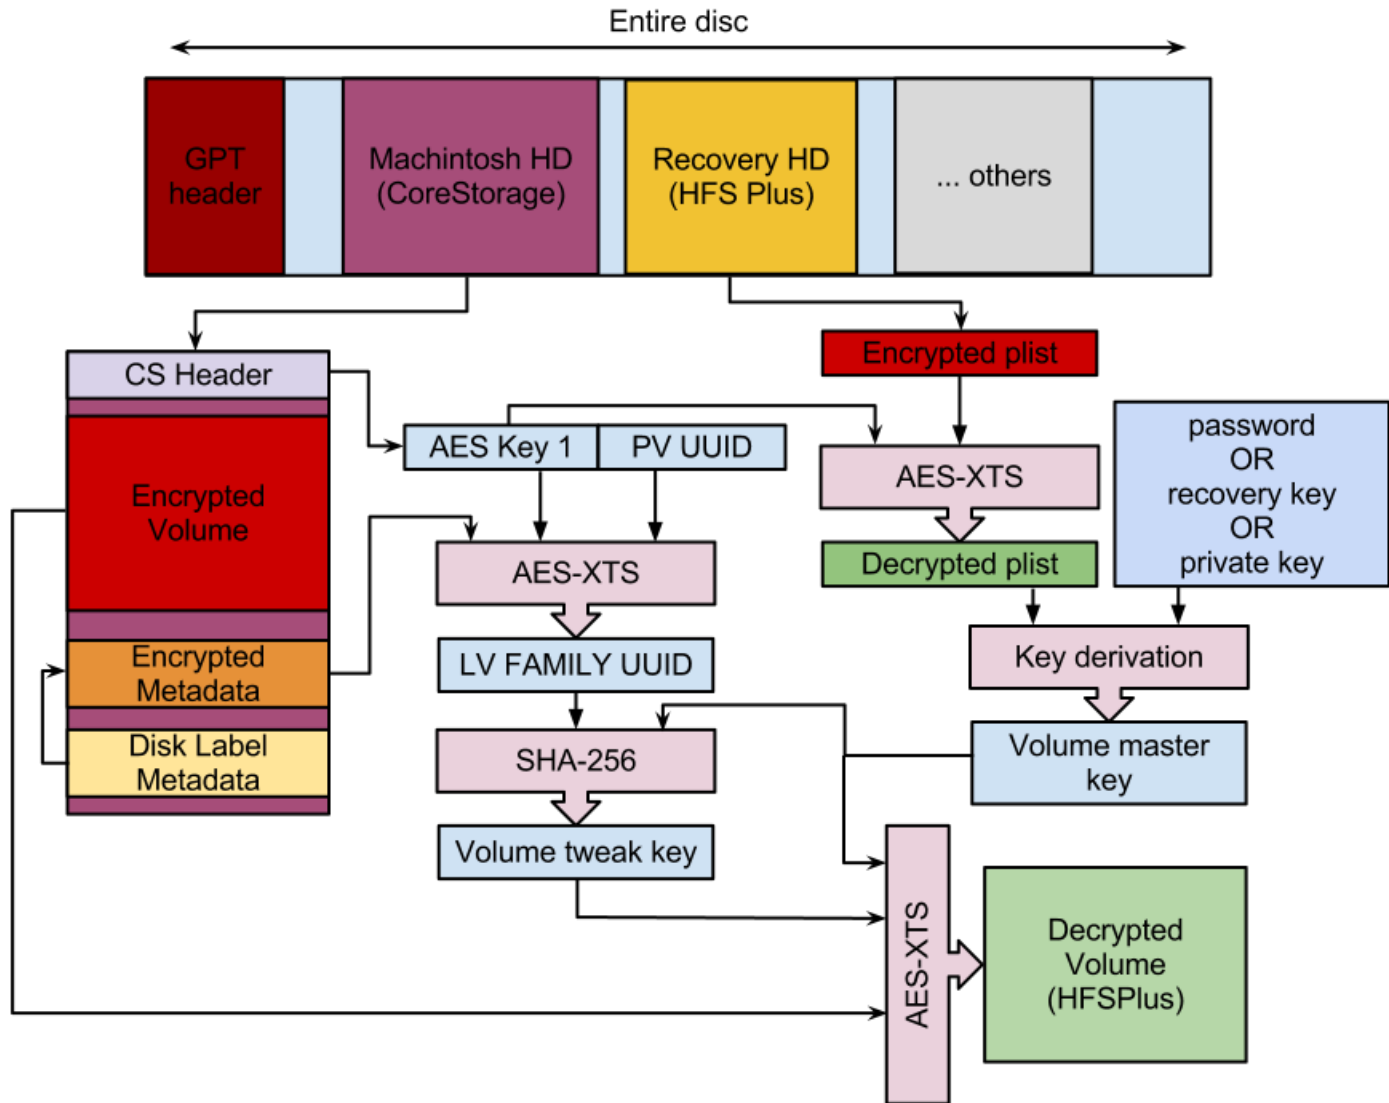 Entire disc
GPT
header
Machintosh HD
(CoreStorage)
Recovery HD
(HFS Plus)
... others
CS Header
Encrypted
Volume
Encrypted
Metadata
Disk Label
Metadata
AES Key 1
PV UUID
AES-XTS
LV FAMILY UUID
SHA-256
Volume tweak key
Encrypted plist
AES-XTS
Decrypted plist
password
OR
recovery key
OR
private key
Key derivation
Volume master
key
AES-XTS
Decrypted
Volume
(HFSPlus)